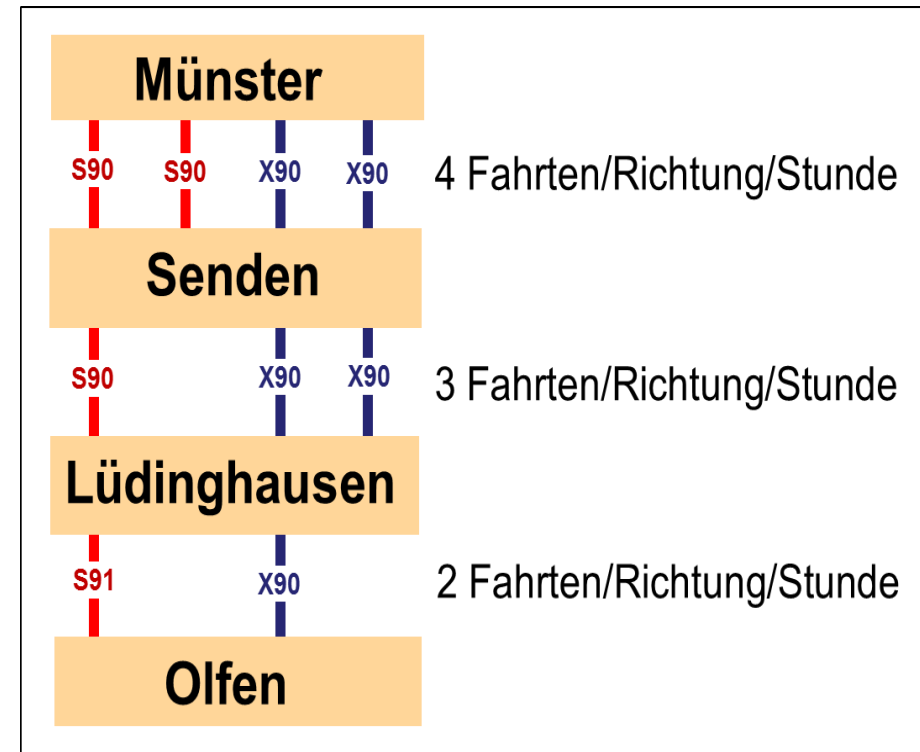 Münster
S90 S90 X90 X90 4 Fahrten/Richtung/Stunde
Senden
S90 X90 X90 3 Fahrten/Richtung/Stunde
Lüdinghausen
S91 X90 2 Fahrten/Richtung/Stunde
Olfen